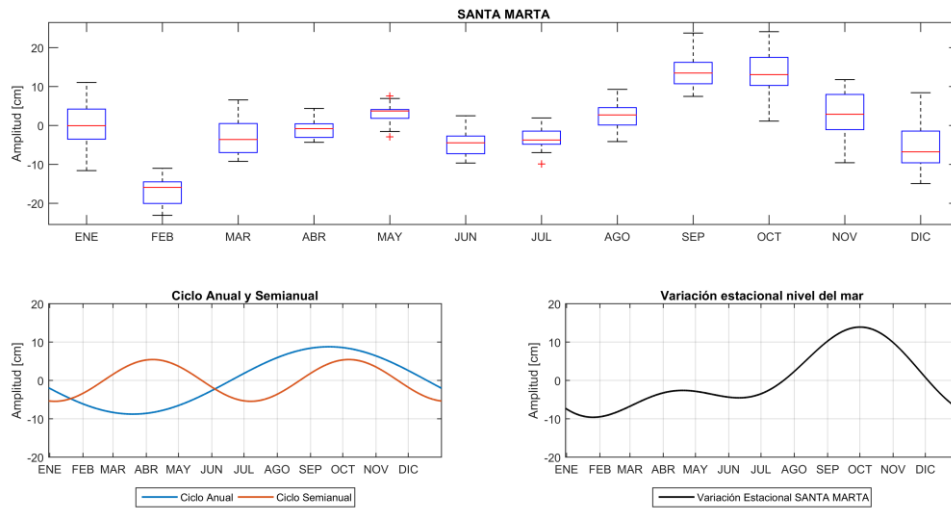 SANTA MARTA
Amplitud [cm]
20
10
0
-10
-20
ENE FEB MAR ABR MAY JUN JUL AGO SEP OCT NOV DIC
Ciclo Anual y Semianual
Amplitud [cm]
20
10
0
-10
-20
ENE FEB MAR ABR MAY JUN JUL AGO SEP OCT NOV DIC
Ciclo Anual Ciclo Semianual
Variación estacional nivel del mar
Amplitud [cm]
20
10
0
-10
-20
ENE FEB MAR ABR MAY JUN JUL AGO SEP OCT NOV DIC
Variación Estacional SANTA MARTA